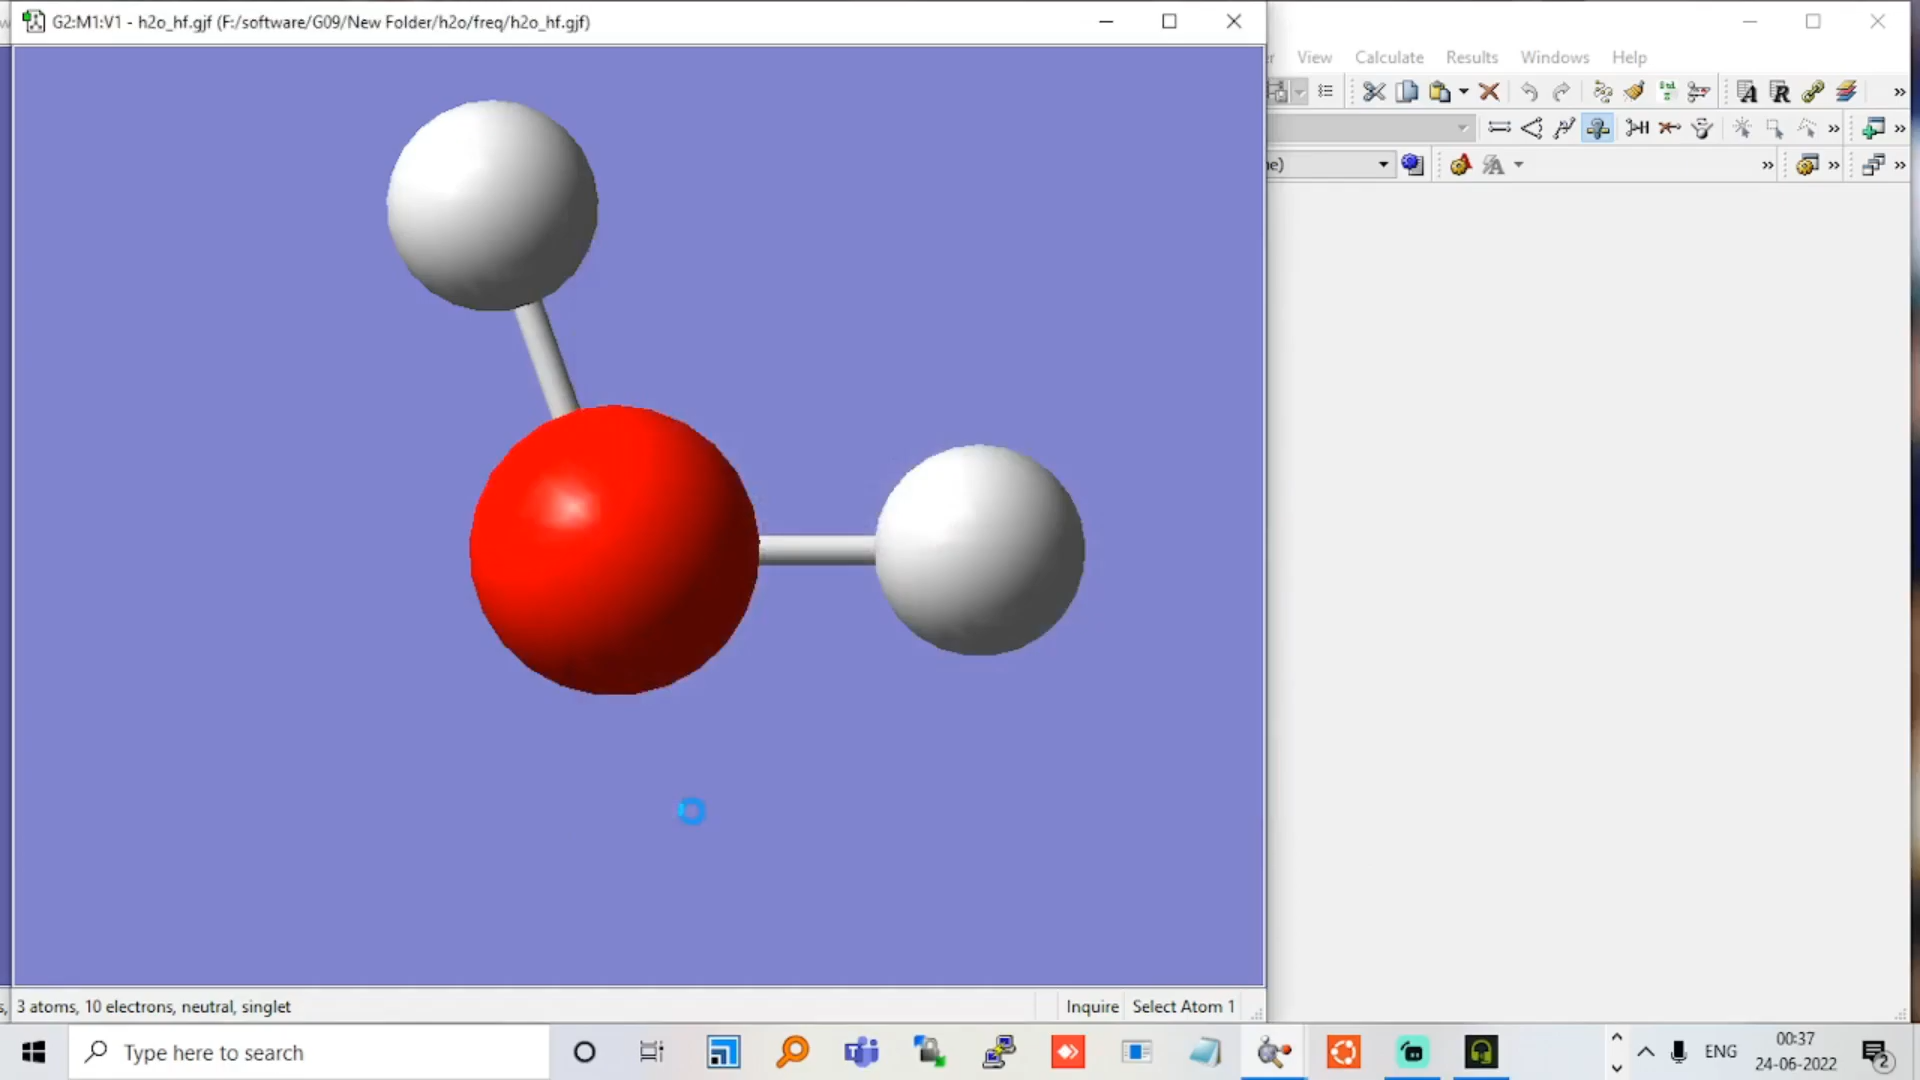 G2:M1:V1 - h2o_hf.gjf (F:/software/G09/New Folder/h2o/freq/h2o_hf.gjf)
View Calculate Results Windows Help
3 atoms, 10 electrons, neutral, singlet
Inquire Select Atom 1
Type here to search
ENG
00:37
24-06-2022
2